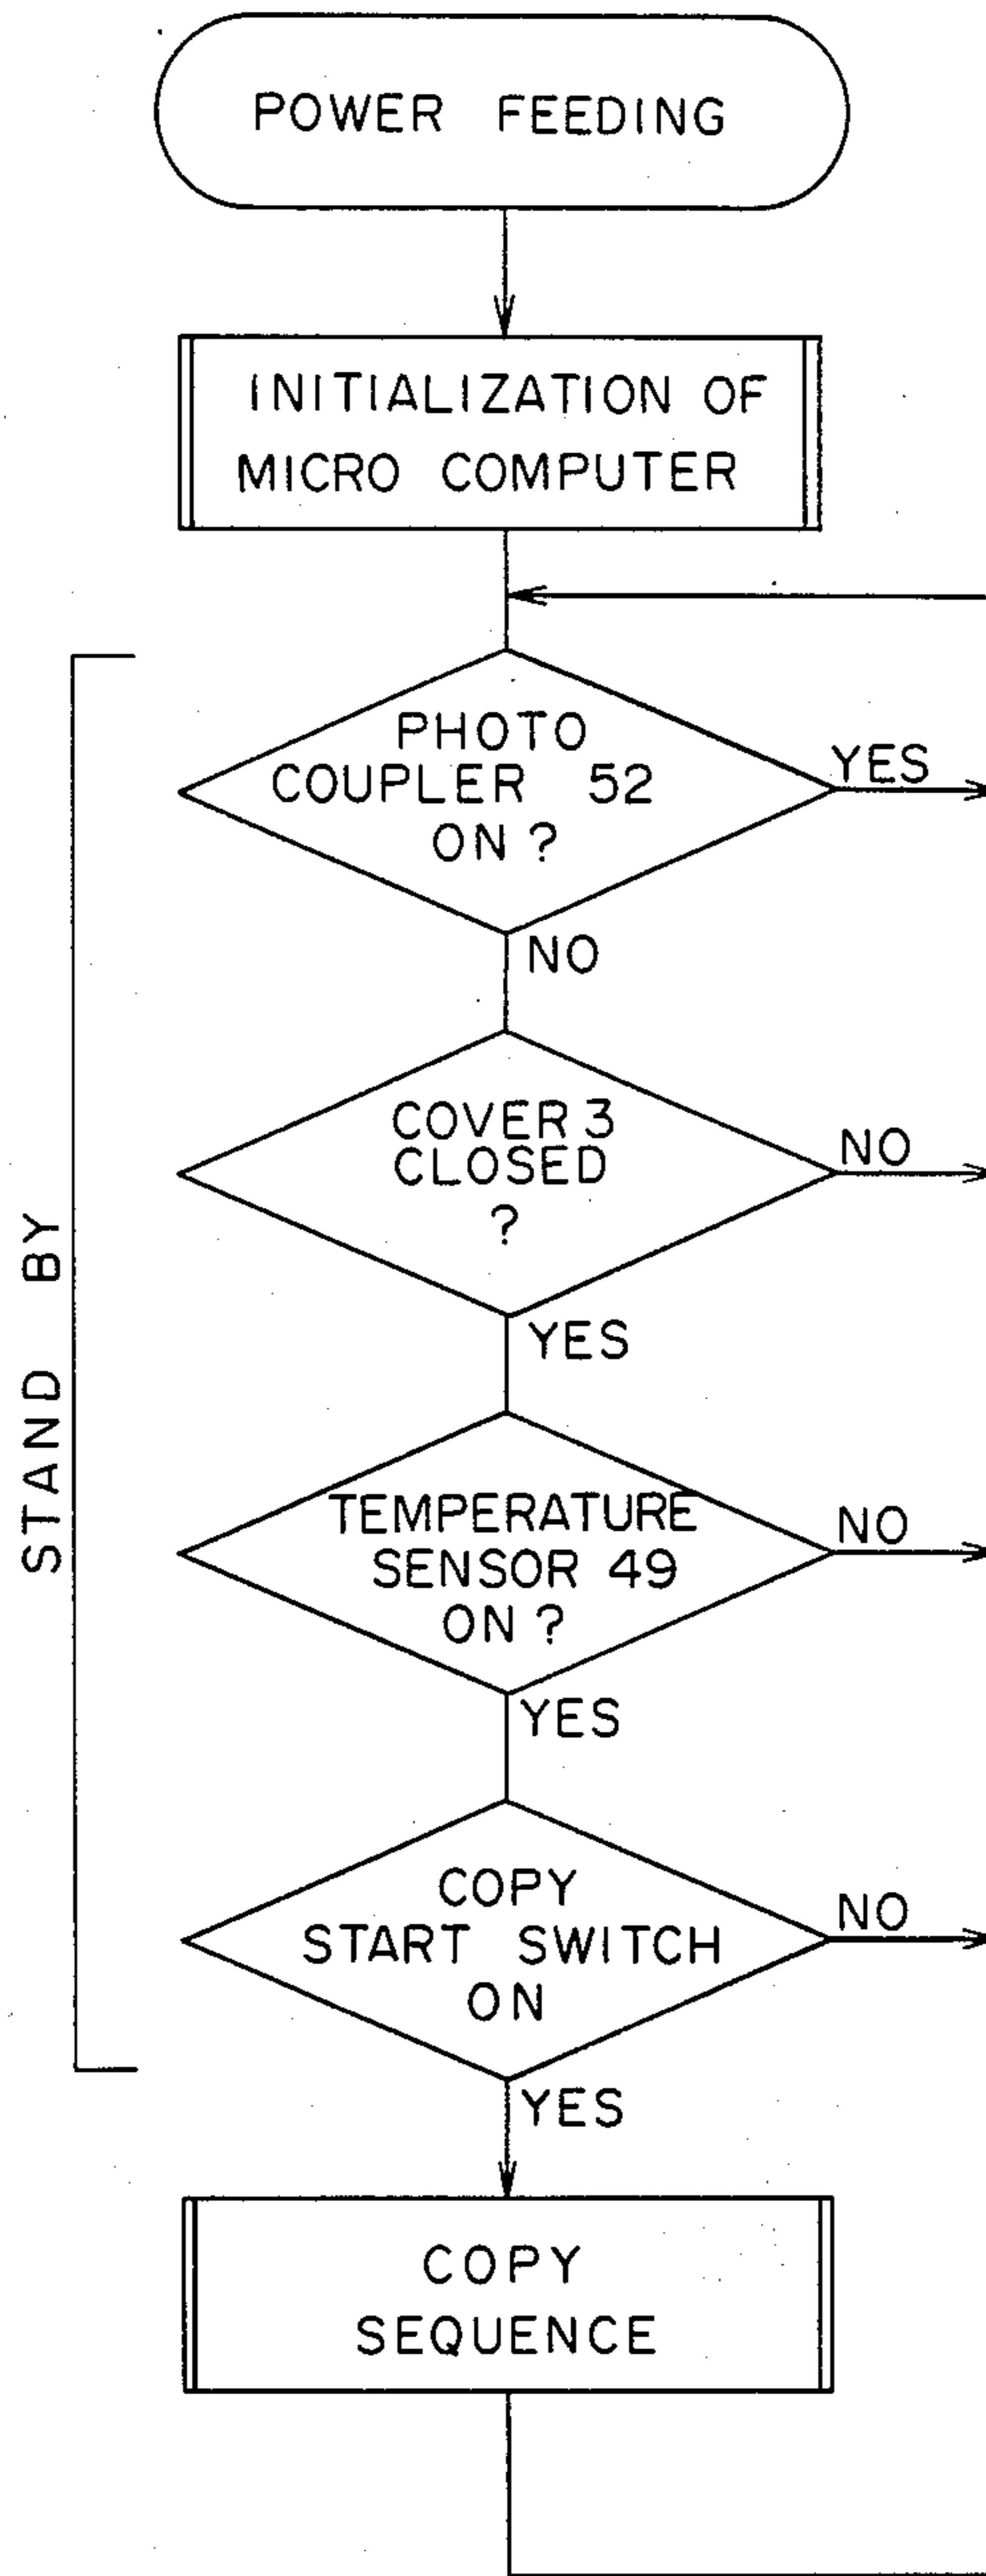 POWER FEEDING
INITIALIZATION OF
MICRO COMPUTER
PHOTO
COUPLER 52
ON ?
YES
NO
COVER 3
CLOSED
?
NO
YES
STAND BY
TEMPERATURE
SENSOR 49
ON ?
NO
YES
COPY
START SWITCH
ON
NO
YES
COPY
SEQUENCE